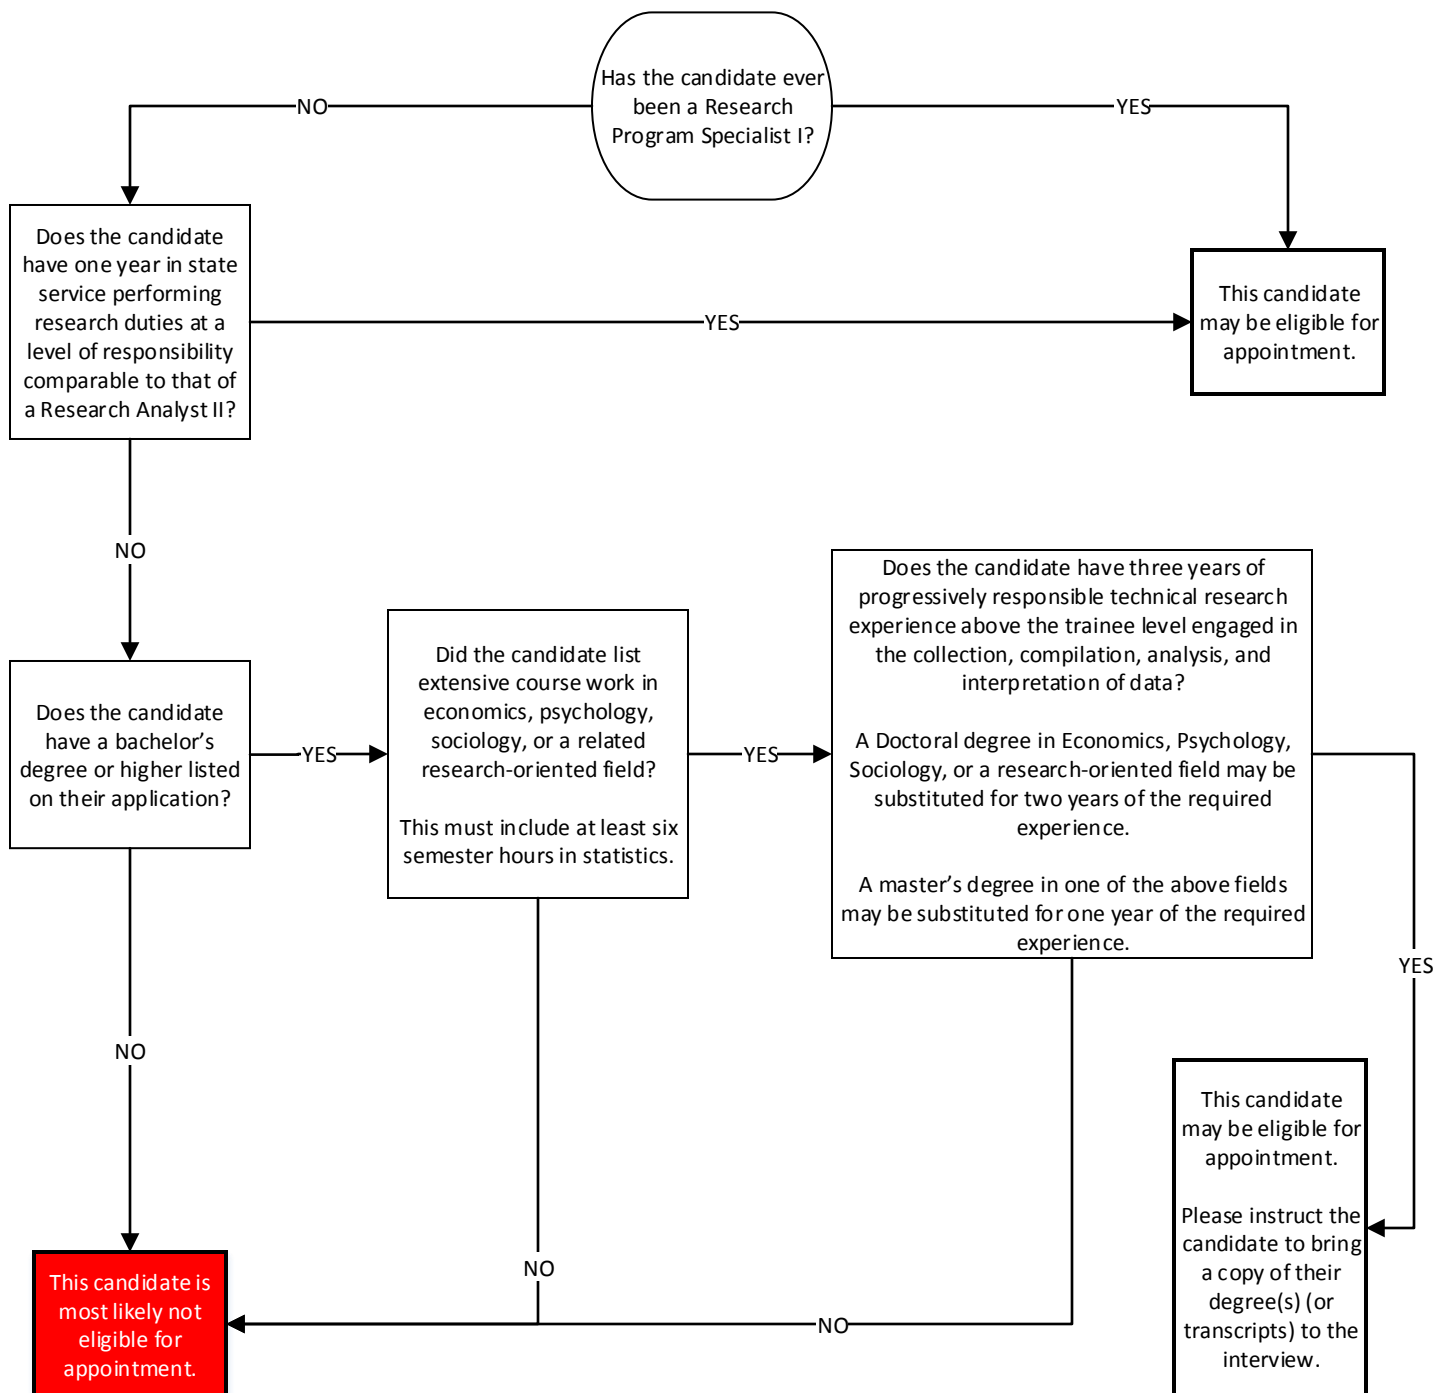 Has the candidate ever
been a Research
Program Specialist I?
NO
YES
Does the candidate
have one year in state
service performing
research duties at a
level of responsibility
comparable to that of
a Research Analyst II?
YES
This candidate
may be eligible for
appointment.
NO
Does the candidate
have a bachelor's
degree or higher listed
on their application?
YES
Did the candidate list
extensive course work in
economics, psychology,
sociology, or a related
research-oriented field?
This must include at least six
semester hours in statistics.
YES
Does the candidate have three years of
progressively responsible technical research
experience above the trainee level engaged in
the collection, compilation, analysis, and
interpretation of data?
A Doctoral degree in Economics, Psychology,
Sociology, or a research-oriented field may be
substituted for two years of the required
experience.
A master's degree in one of the above fields
may be substituted for one year of the required
experience.
YES
NO
NO
NO
This candidate is
most likely not
eligible for
appointment.
This candidate
may be eligible for
appointment.
Please instruct the
candidate to bring
a copy of their
degree(s) (or
transcripts) to the
interview.